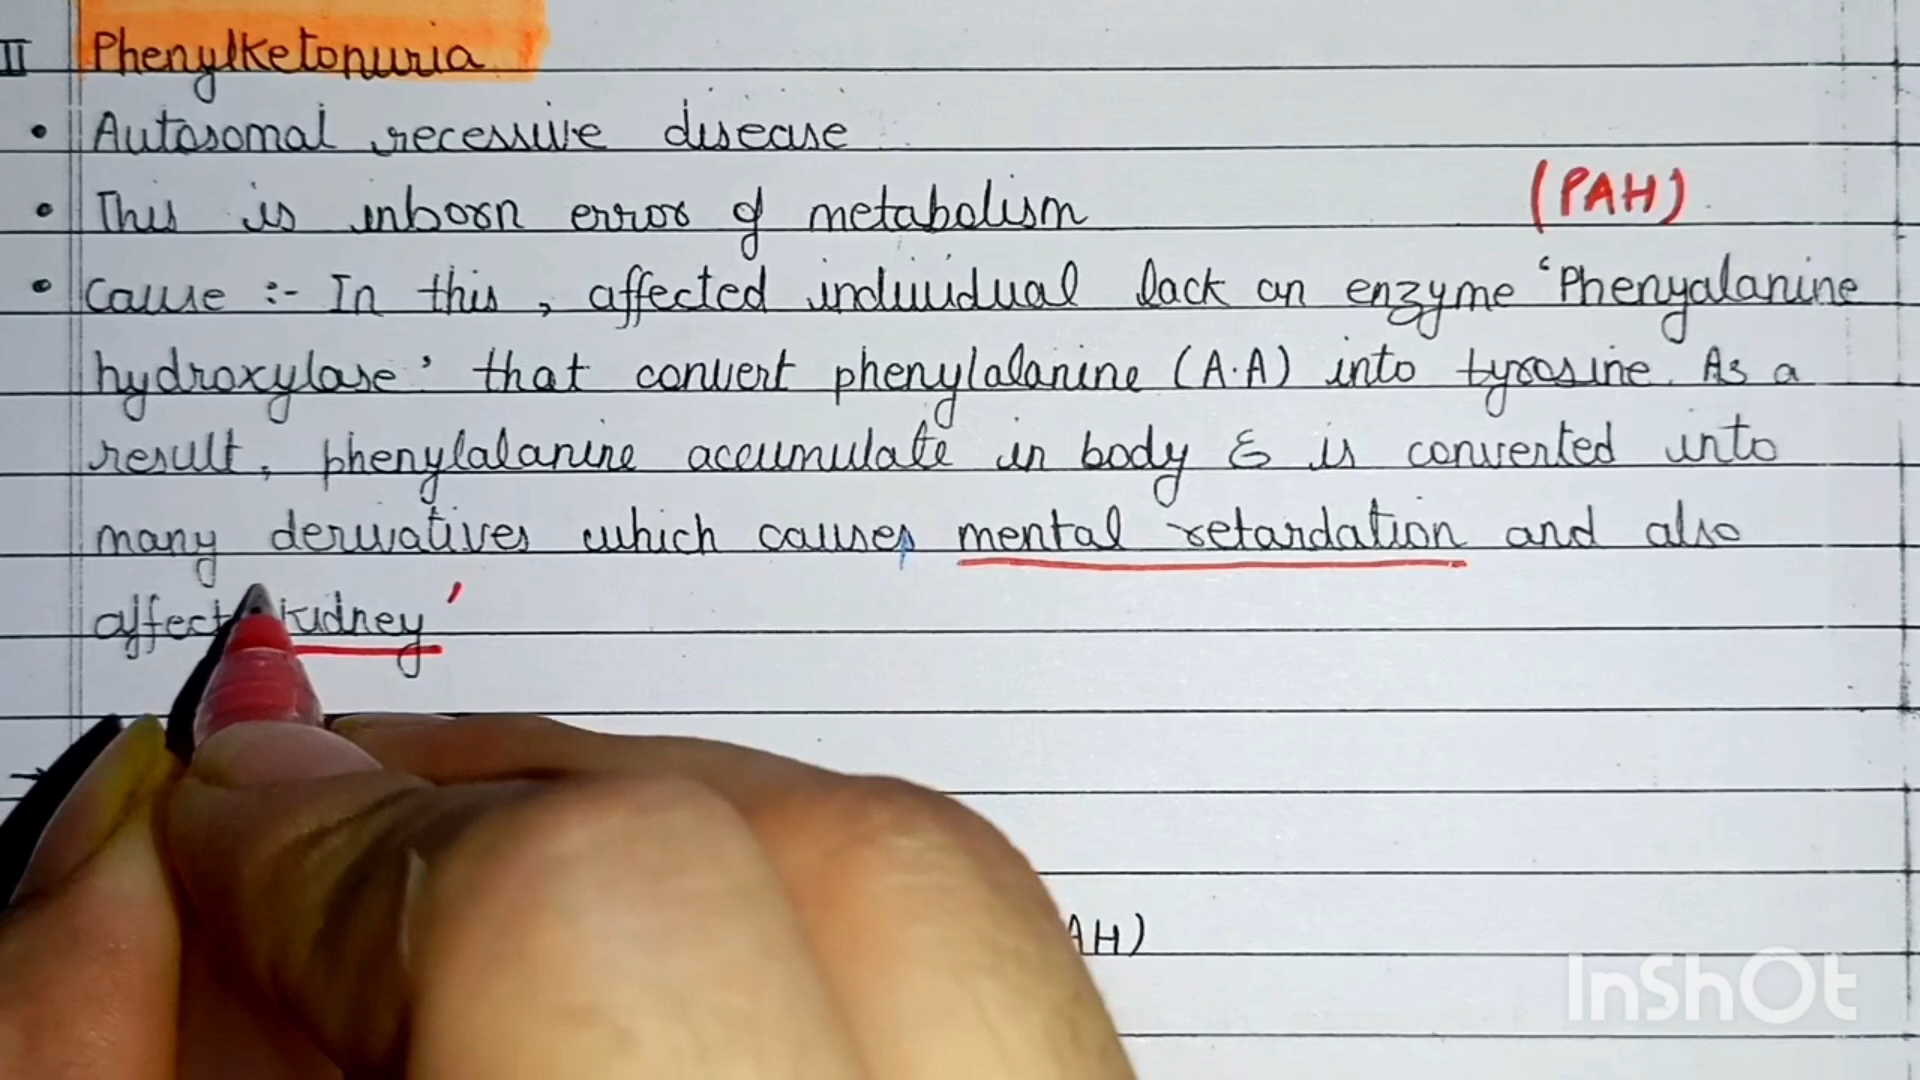 II Phenylketonuria
• Autosomal recessive disease
• This is inborn error of metabolism (PAH)
• Cause :- In this, affected individual lack an enzyme ‘Phenyalanine
hydroxylase’ that convert phenylalanine (A.A) into tyrosine. As a
result, phenylalanine accumulate in body & is converted into
many derivatives which causes mental retardation and also
affect kidney
AH)
InShOt